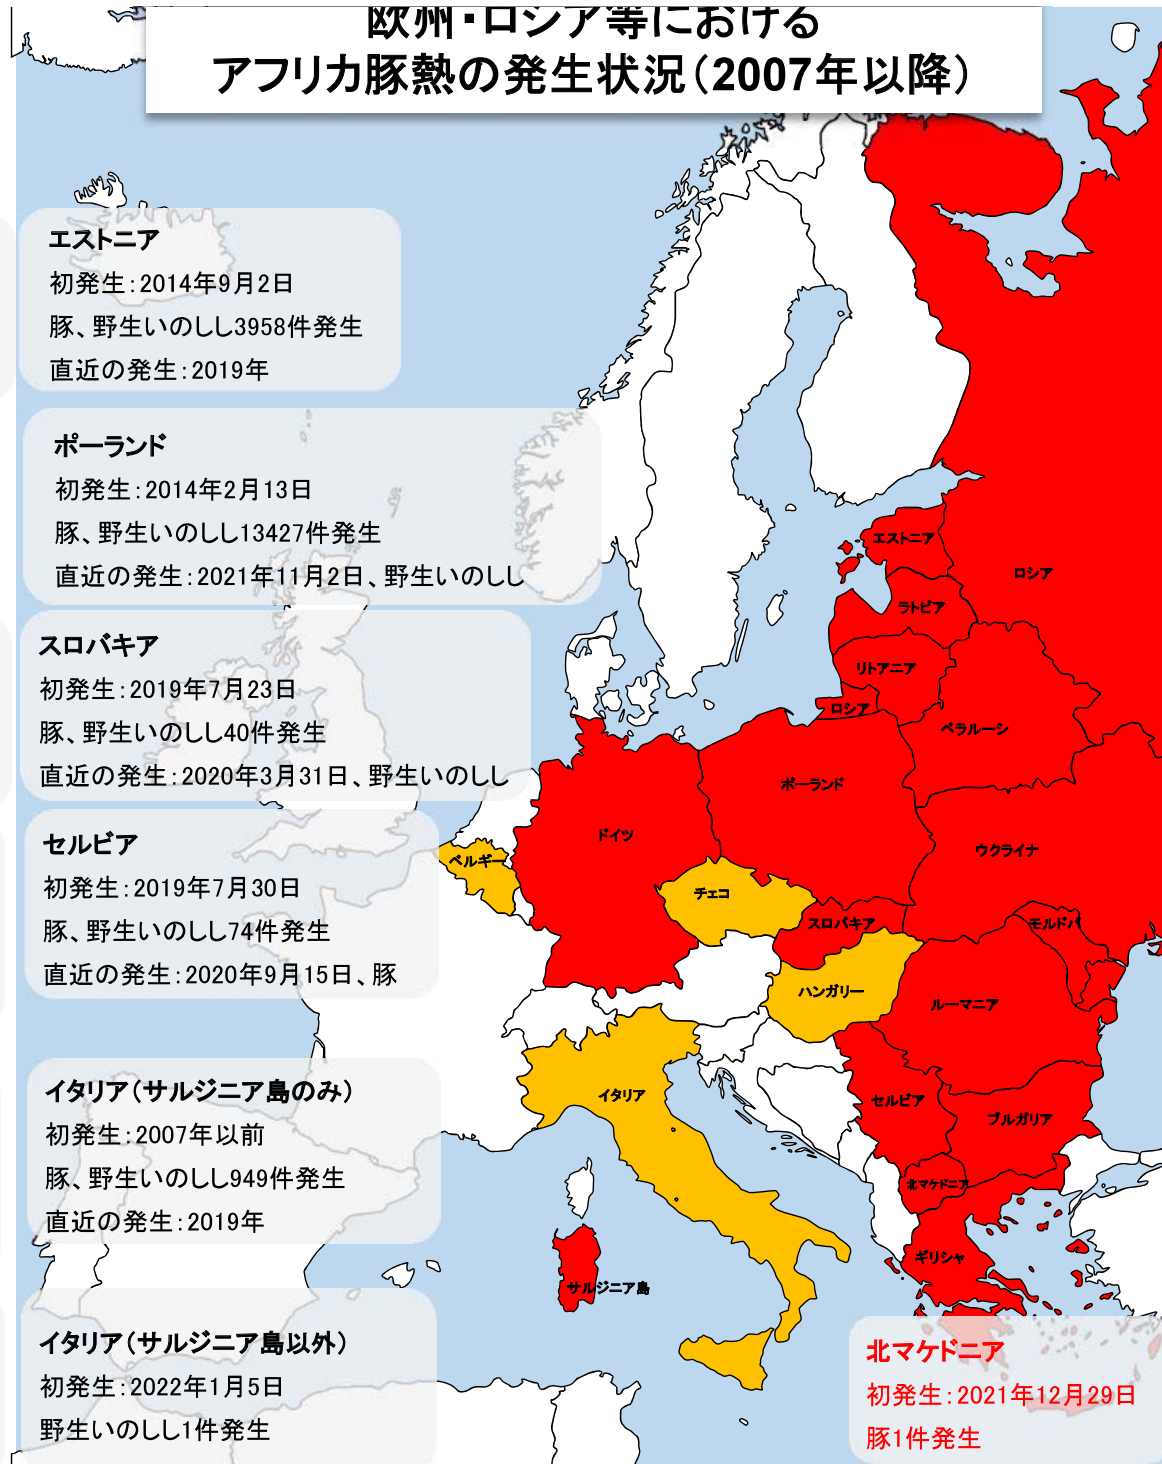 欧州・ロシア等における
アフリカ豚熱の発生状況（2007年以降）
エストニア
初発生：2014年9月2日
豚、野生いのしし3958件発生
直近の発生：2019年
ポーランド
初発生：2014年2月13日
豚、野生いのしし13427件発生
直近の発生：2021年11月2日、野生いのしし
スロバキア
初発生：2019年7月23日
豚、野生いのしし40件発生
直近の発生：2020年3月31日、野生いのしし
セルビア
初発生：2019年7月30日
豚、野生いのしし74件発生
直近の発生：2020年9月15日、豚
イタリア（サルジニア島のみ）
初発生：2007年以前
豚、野生いのしし949件発生
直近の発生：2019年
イタリア（サルジニア島以外）
初発生：2022年1月5日
野生いのしし1件発生
エストニア
ロシア
ラトビア
リトアニア
ロシア
ベラルーシ
ポーランド
ドイツ
ウクライナ
ベルギー
チェコ
スロバキア
モルドバ
ハンガリー
ルーマニア
イタリア
セルビア
ブルガリア
北マケドニア
ギリシャ
サルジニア島
北マケドニア
初発生：2021年12月29日
豚1件発生